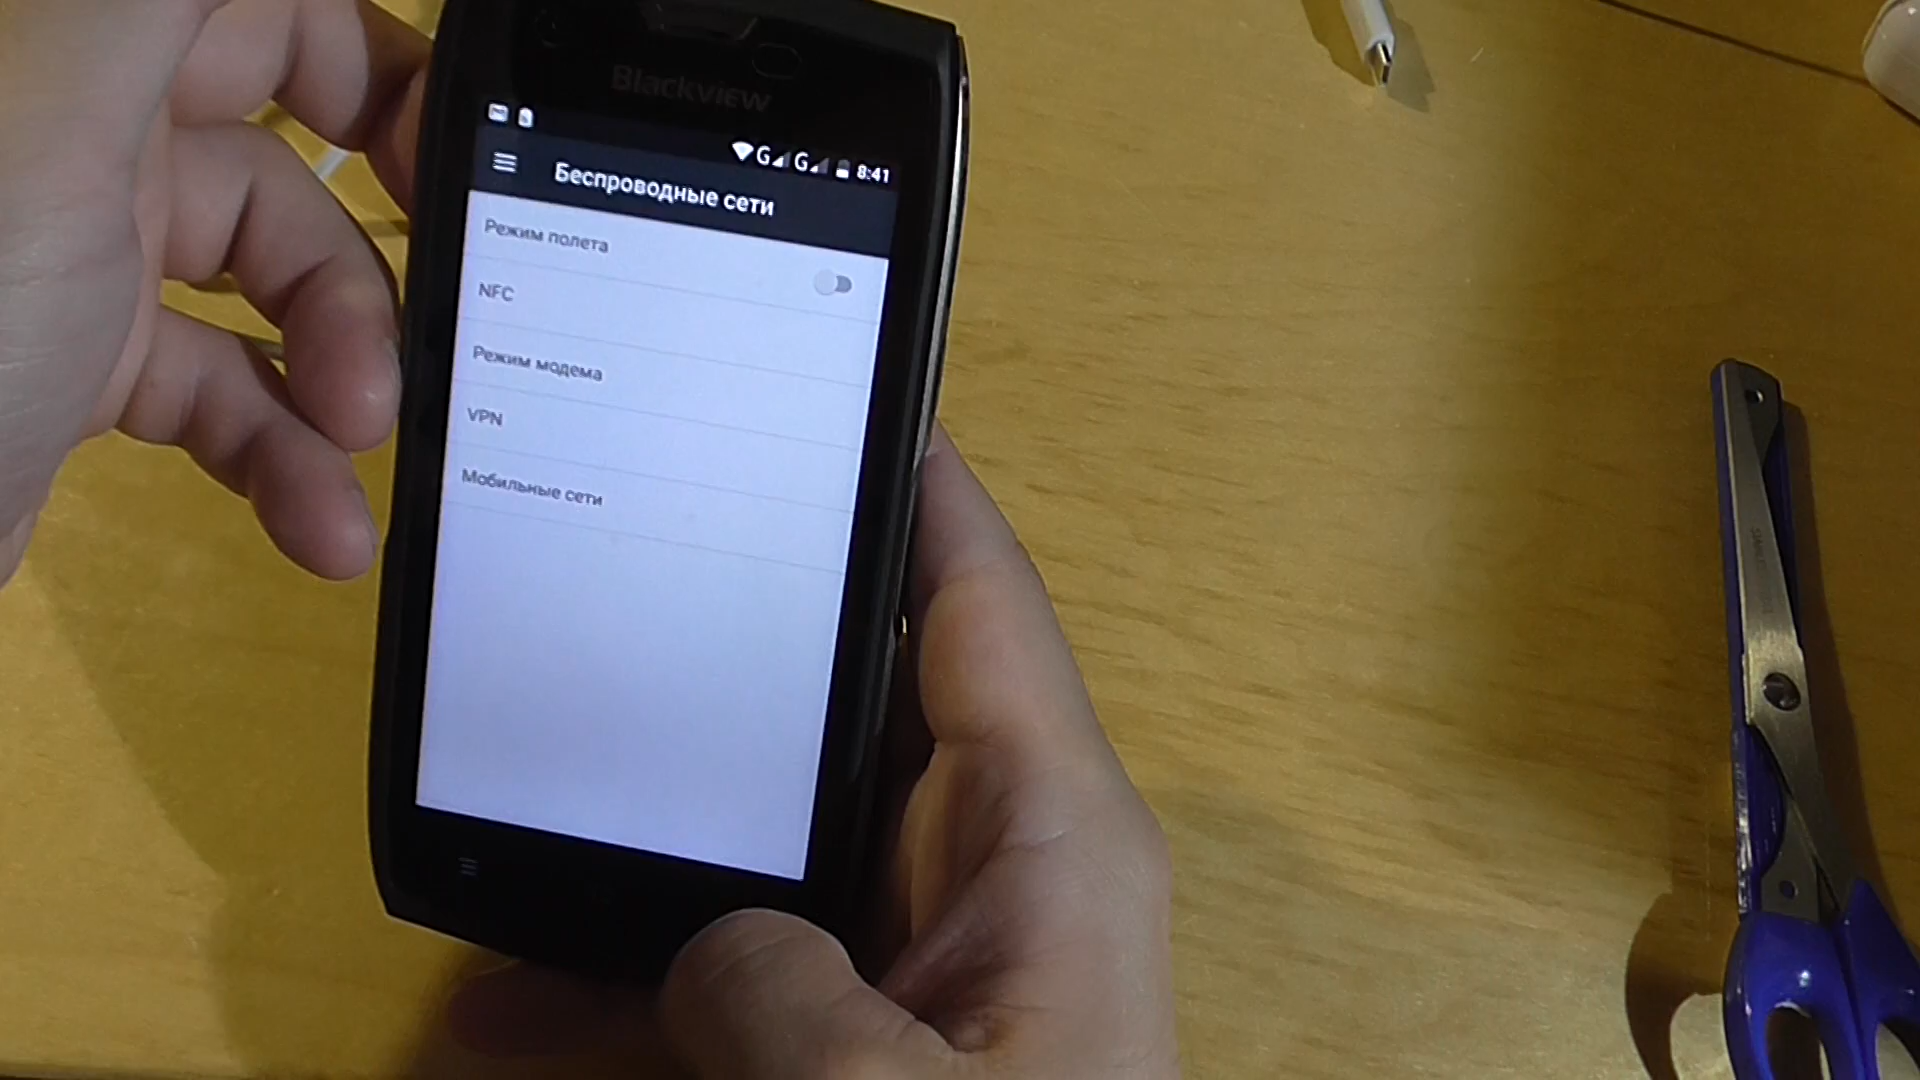 Blackview
G G 8:41
Беспроводные сети
Режим полета
NFC
Режим модема
VPN
Мобильные сети